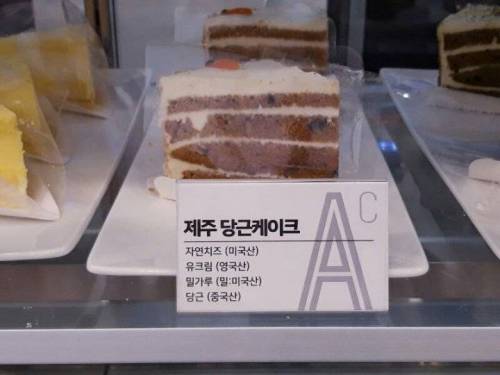 제주 당근케이크
자연치즈 (미국산)
유크림 (영국산)
밀가루 (밀:미국산)
당근 (중국산)
A C